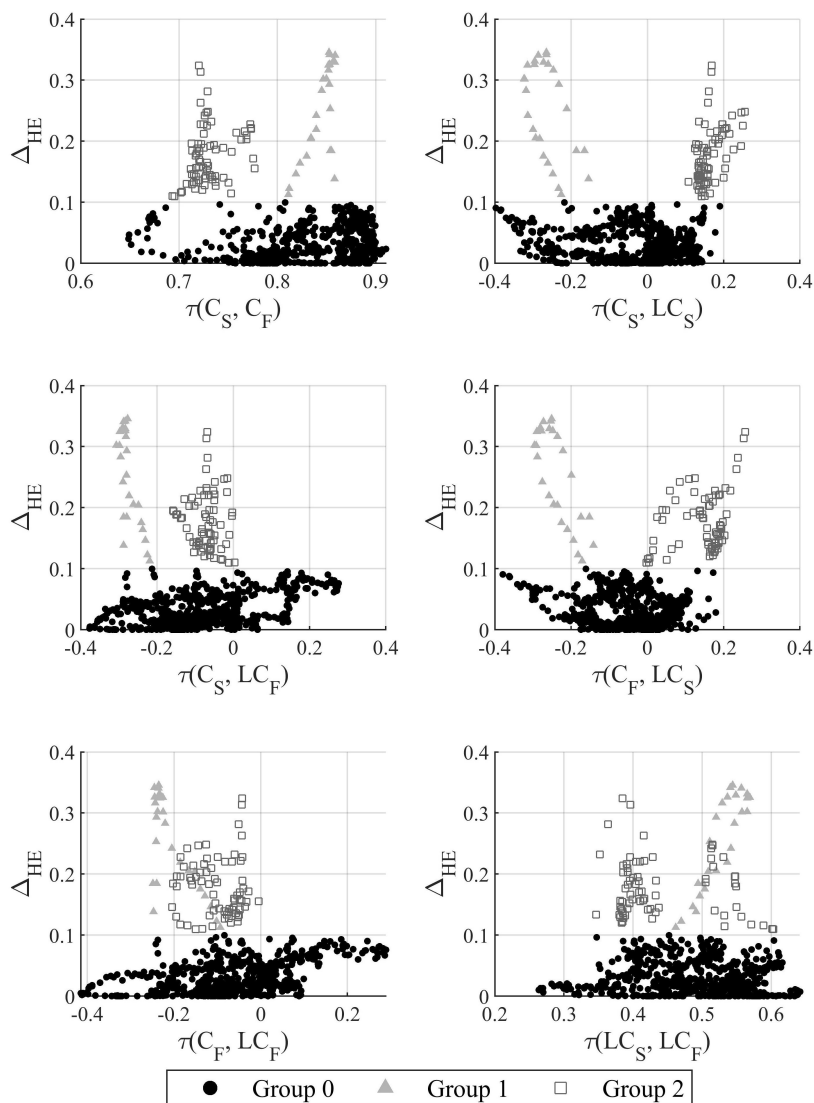 0.4 0.4
0.3 0.3
Δ_HE 0.2 Δ_HE 0.2
0.1 0.1
0 0
0.6 0.7 0.8 0.9 -0.4 -0.2 0 0.2 0.4
τ(C_S, C_F) τ(C_S, LC_S)
0.4 0.4
0.3 0.3
Δ_HE 0.2 Δ_HE 0.2
0.1 0.1
0 0
-0.4 -0.2 0 0.2 0.4 -0.4 -0.2 0 0.2 0.4
τ(C_S, LC_F) τ(C_F, LC_S)
0.4 0.4
0.3 0.3
Δ_HE 0.2 Δ_HE 0.2
0.1 0.1
0 0
-0.4 -0.2 0 0.2 0.2 0.3 0.4 0.5 0.6
τ(C_F, LC_F) τ(LC_S, LC_F)
Group 0 Group 1 Group 2